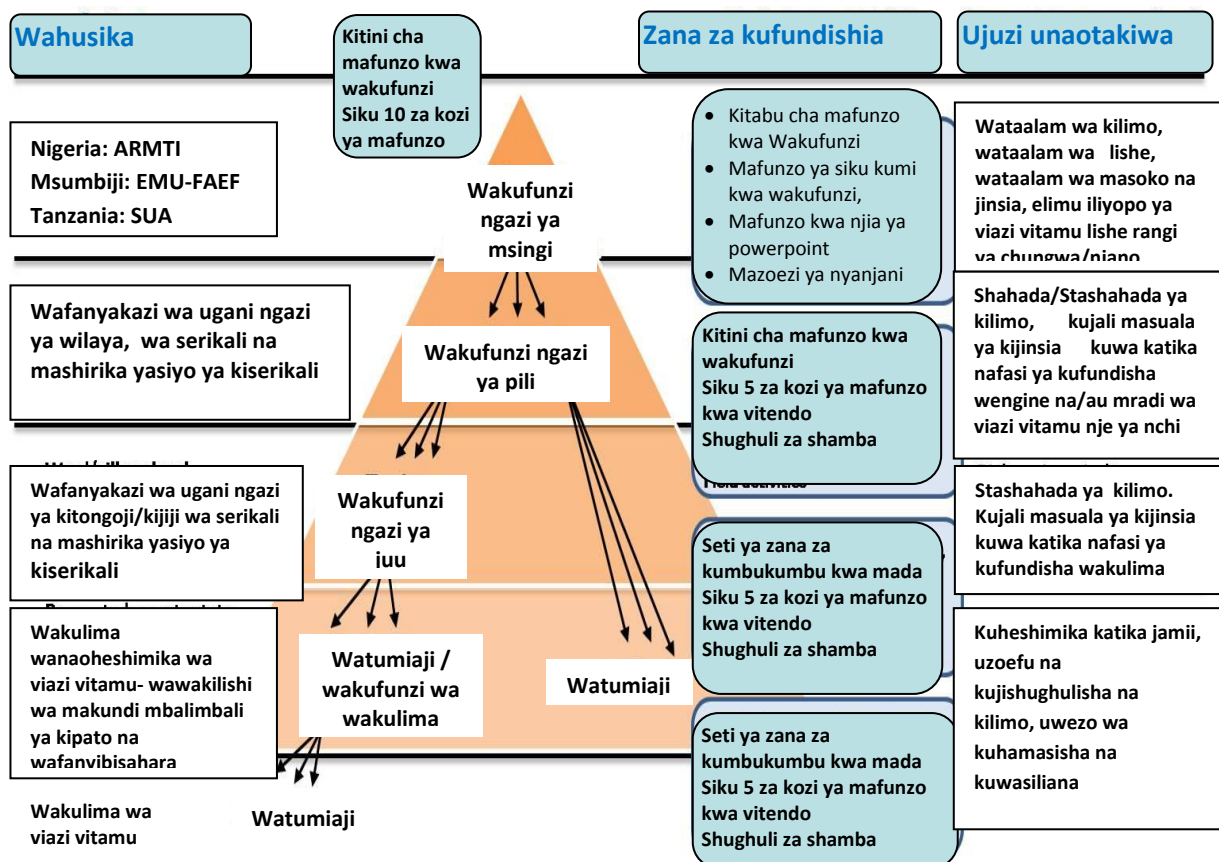 Wahusika
Kitini cha
mafunzo kwa
wakufunzi
Siku 10 za kozi
ya mafunzo
Zana za kufundishia
Ujuzi unaotakiwa
Nigeria: ARMTI
Msumbiji: EMU-FAEF
Tanzania: SUA
Wakufunzi
ngazi ya
msingi
• Kitabu cha mafunzo
kwa Wakufunzi
• Mafunzo ya siku kumi
kwa wakufunzi,
• Mafunzo kwa njia ya
powerpoint
• Mazoezi ya nyanjani
Wataalam wa kilimo,
wataalam wa lishe,
wataalam wa masoko na
jinsia, elimu iliyopo ya
viazi vitamu lishe rangi
ya chungwa/njano
Wafanyakazi wa ugani ngazi
ya wilaya, wa serikali na
mashirika yasiyo ya kiserikali
Wakufunzi ngazi
ya pili
Kitini cha mafunzo kwa
wakufunzi
Siku 5 za kozi ya mafunzo
kwa vitendo
Shughuli za shamba
Shahada/Stashahada ya
kilimo, kujali masuala
ya kijinsia kuwa katika
nafasi ya kufundisha
wengine na/au mradi wa
viazi vitamu nje ya nchi
Wafanyakazi wa ugani ngazi
ya kitongoji/kijiji wa serikali
na mashirika yasiyo ya
kiserikali
Wakufunzi
ngazi ya
juu
Seti ya zana za
kumbukumbu kwa mada
Siku 5 za kozi ya mafunzo
kwa vitendo
Shughuli za shamba
Stashahada ya kilimo.
Kujali masuala ya kijinsia
kuwa katika nafasi ya
kufundisha wakulima
Wakulima
wanaoheshimika wa
viazi vitamu- wawakilishi
wa makundi mbalimbali
ya kipato na
wafanyibisahara
Watumiaji /
wakufunzi wa
wakulima
Watumiaji
Seti ya zana za
kumbukumbu kwa mada
Siku 5 za kozi ya mafunzo
kwa vitendo
Shughuli za shamba
Kuheshimika katika jamii,
uzoefu na
kujishughulisha na
kilimo, uwezo wa
kuhamasisha na
kuwasiliana
Wakulima wa
viazi vitamu
Watumiaji